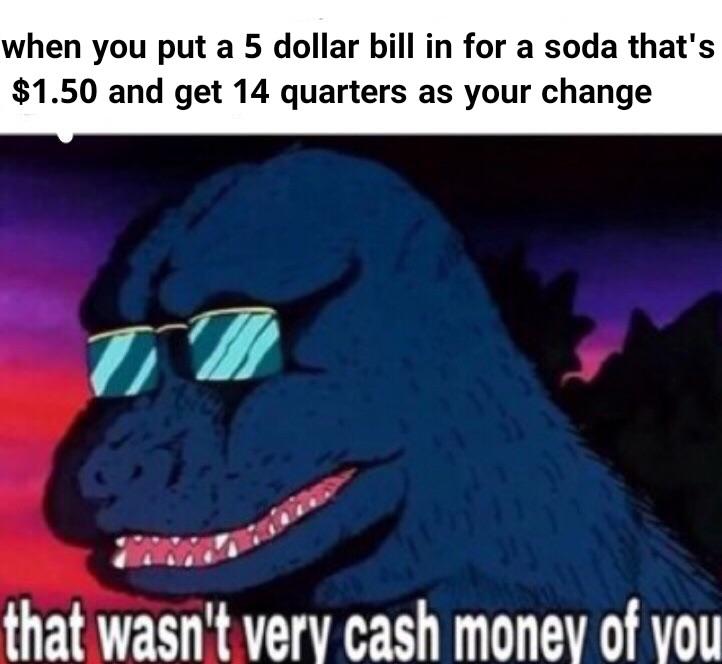 when you put a 5 dollar bill in for a soda that's
$1.50 and get 14 quarters as your change
that wasn't very cash money of you